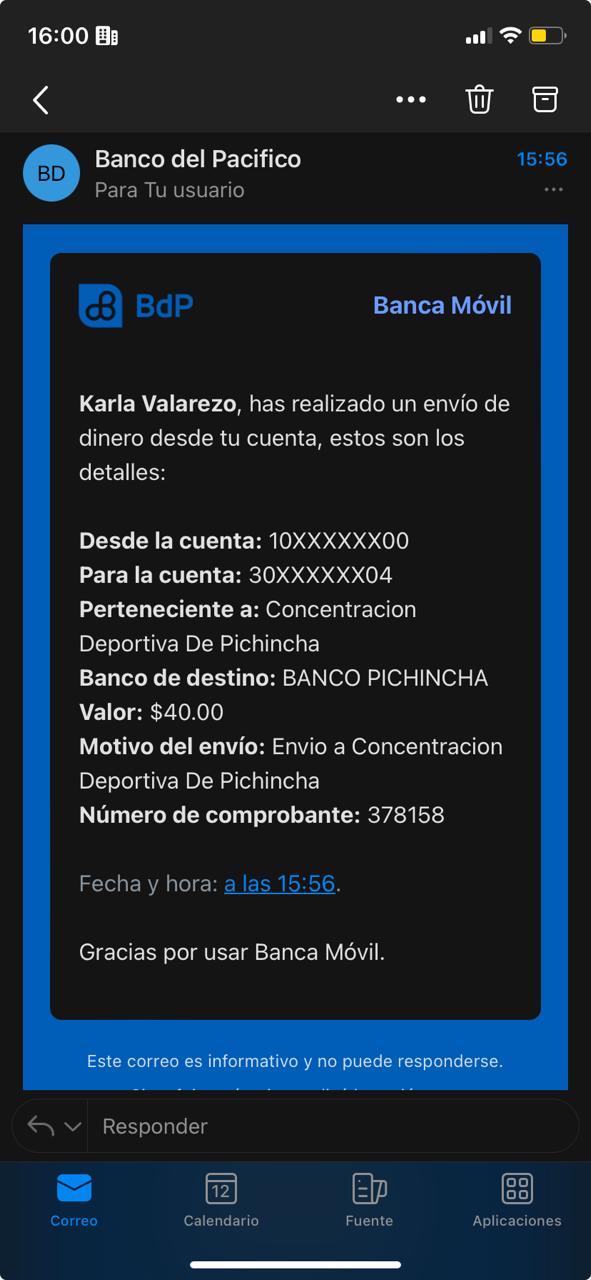 16:00
Banco del Pacifico
15:56
BD
Para Tu usuario
BdP
Banca Móvil
Karla Valarezo, has realizado un envío de
dinero desde tu cuenta, estos son los
detalles:
Desde la cuenta: 10XXXXXX00
Para la cuenta: 30XXXXXX04
Perteneciente a: Concentracion
Deportiva De Pichincha
Banco de destino: BANCO PICHINCHA
Valor: $40.00
Motivo del envío: Envio a Concentracion
Deportiva De Pichincha
Número de comprobante: 378158
Fecha y hora: a las 15:56.
Gracias por usar Banca Móvil.
Este correo es informativo y no puede responderse.
Responder
12
Correo
Calendario
Fuente
Aplicaciones